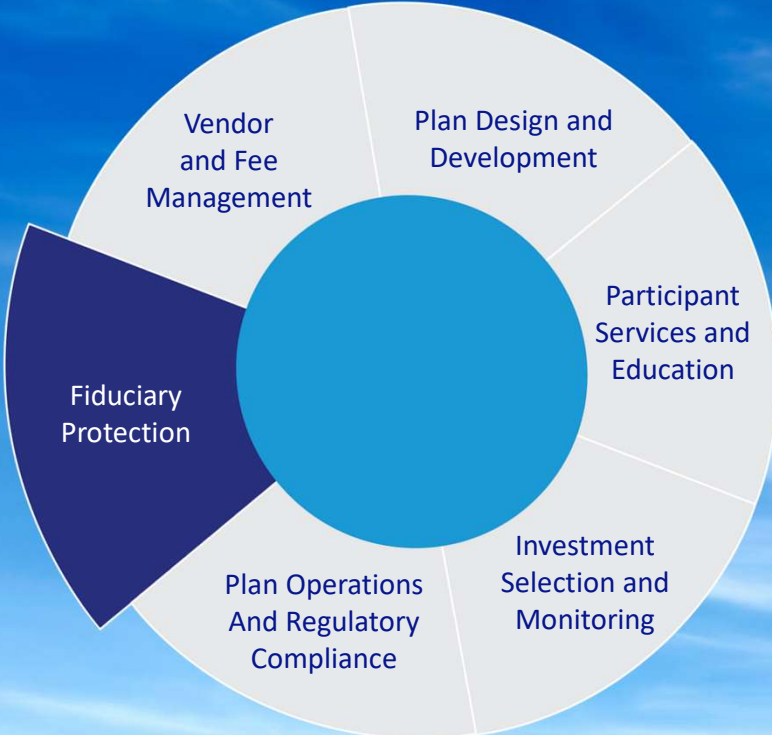 Vendor
and Fee
Management
Plan Design and
Development
Participant
Services and
Education
Investment
Selection and
Monitoring
Plan Operations
And Regulatory
Compliance
Fiduciary
Protection